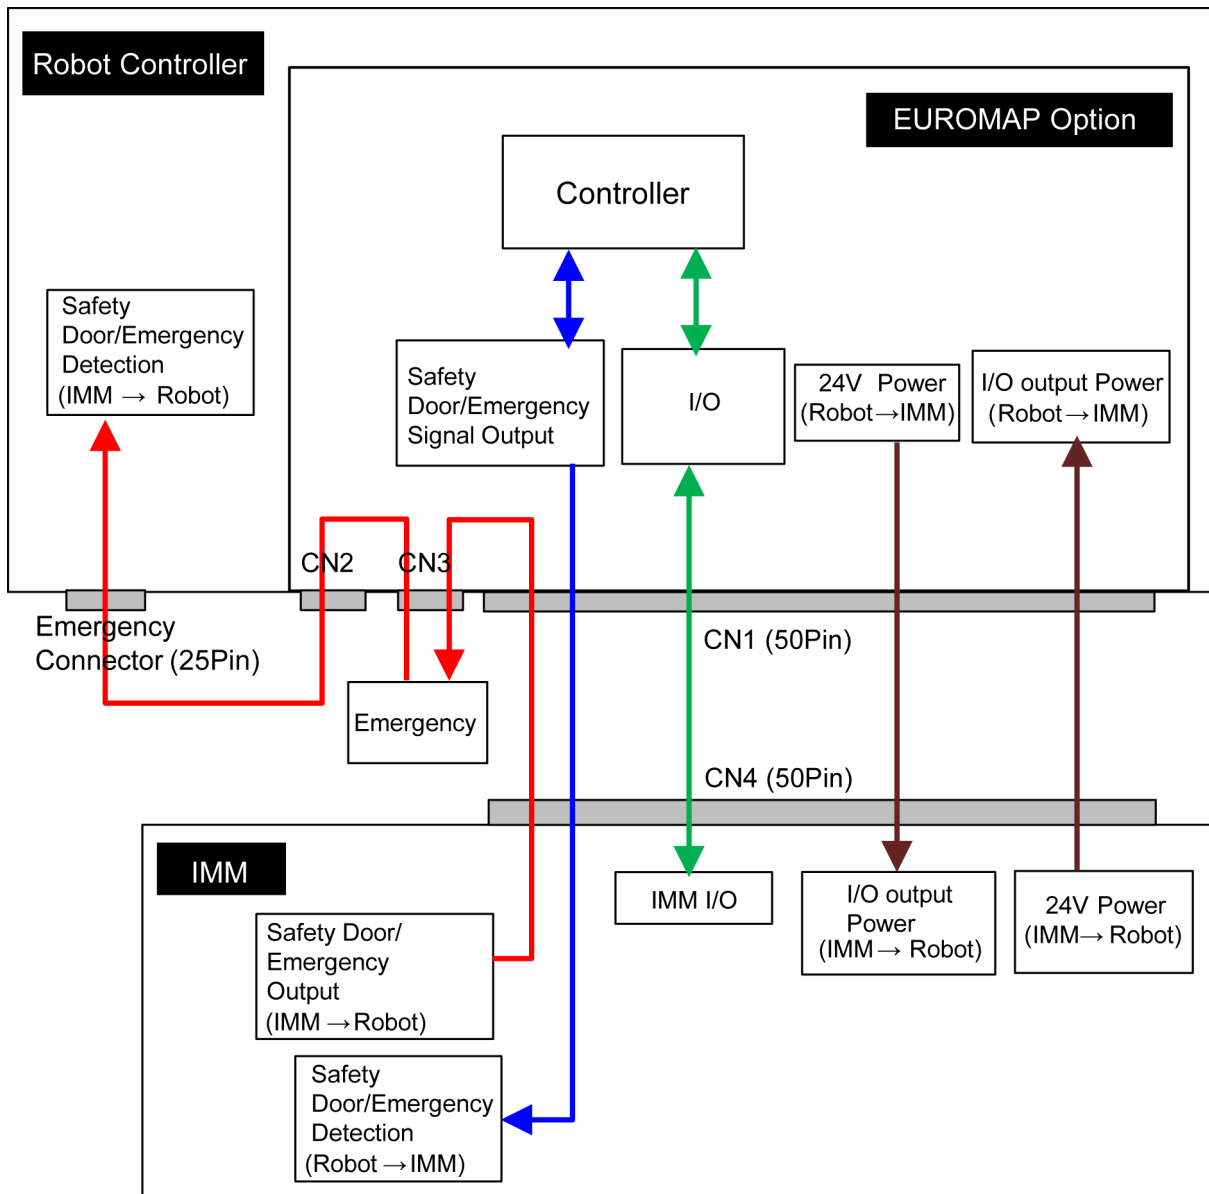 Robot Controller
EUROMAP Option
Controller
Safety
Door/Emergency
Detection
(IMM → Robot)
Safety
Door/Emergency
Signal Output
I/O
24V Power
(Robot→IMM)
I/O output Power
(Robot→IMM)
CN2
CN3
Emergency
Connector (25Pin)
CN1 (50Pin)
Emergency
CN4 (50Pin)
IMM
IMM I/O
I/O output
Power
(IMM→ Robot)
24V Power
(IMM→ Robot)
Safety Door/
Emergency
Output
(IMM →Robot)
Safety
Door/Emergency
Detection
(Robot →IMM)